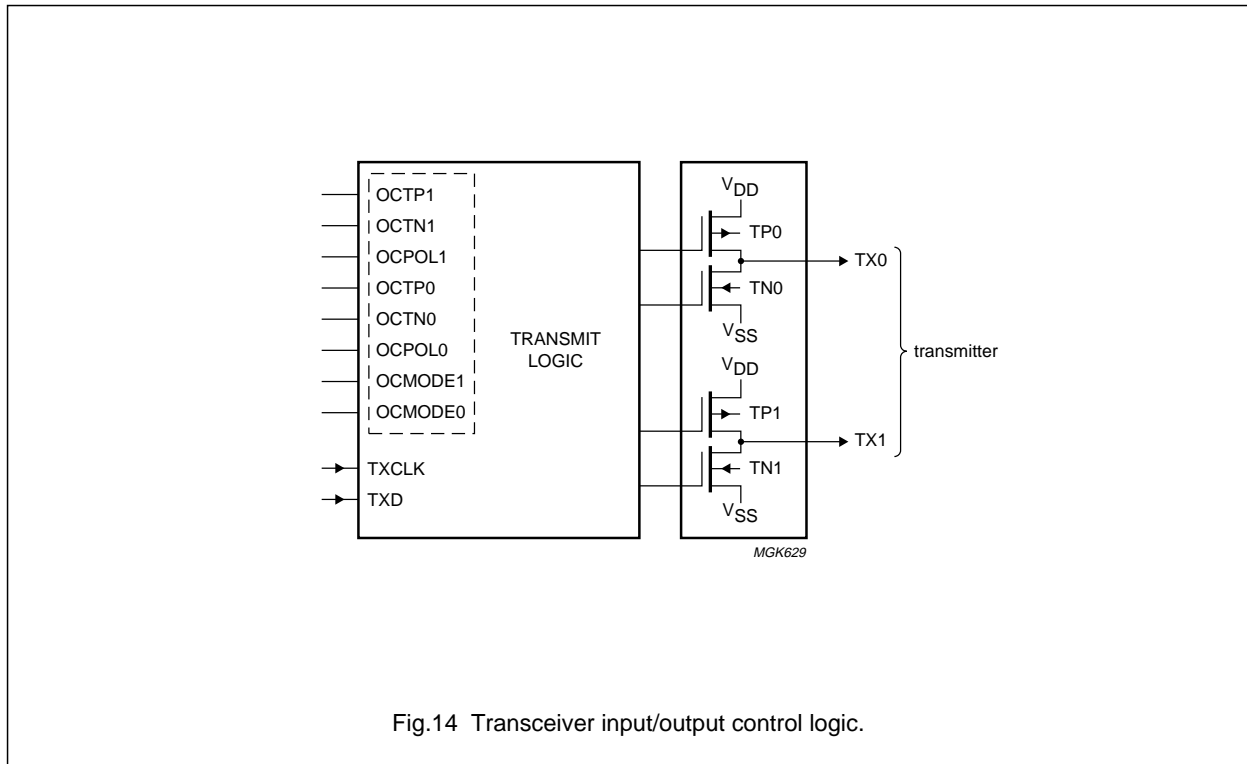 OCTP1
OCTN1
OCPOL1
OCTP0
OCTN0
OCPOL0
OCMODE1
OCMODE0
TXCLK
TXD
TRANSMIT
LOGIC
VDD
TP0
TX0
TN0
VSS
VDD
TP1
TX1
TN1
VSS
transmitter
MGK629
Fig.14 Transceiver input/output control logic.